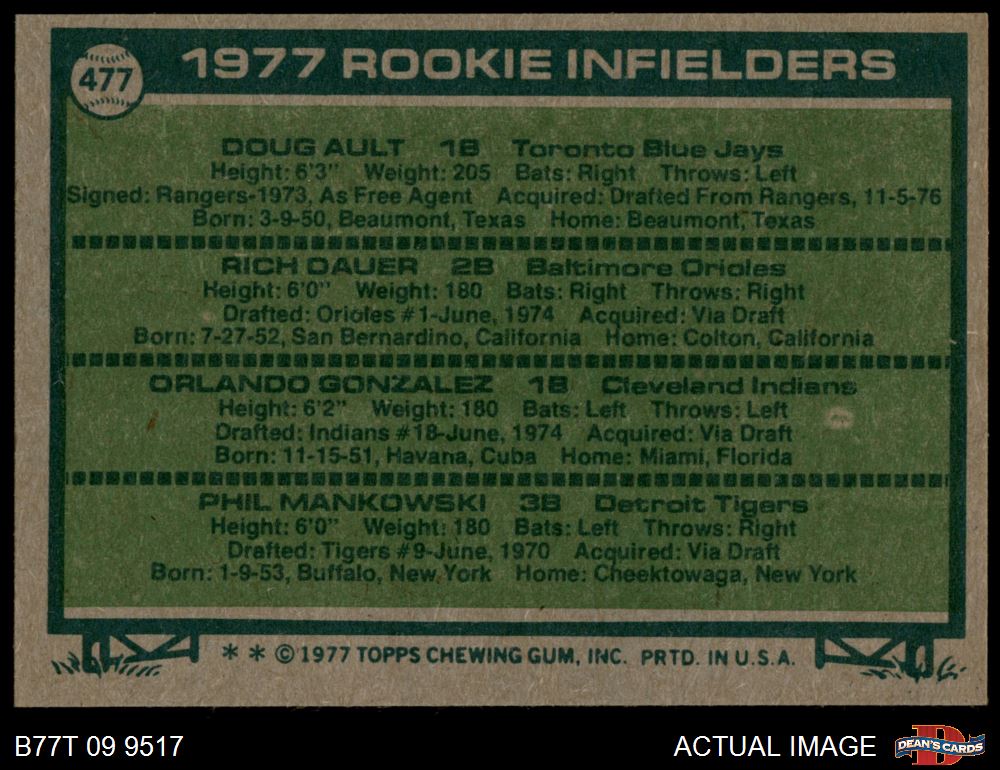 477
1977 ROOKIE INFIELDERS
DOUG AULT 1B Toronto Blue Jays
Height: 6'3" Weight: 205 Bats: Right Throws: Left
Signed: Rangers-1973, As Free Agent Acquired: Drafted From Rangers, 11-5-76
Born: 3-9-50, Beaumont, Texas Home: Beaumont, Texas
RICH DAUER 2B Baltimore Orioles
Height: 6'0" Weight: 180 Bats: Right Throws: Right
Drafted: Orioles #1-June, 1974 Acquired: Via Draft
Born: 7-27-52, San Bernardino, California Home: Colton, California
ORLANDO GONZALEZ 1B Cleveland Indians
Height: 6'2" Weight: 180 Bats: Left Throws: Left
Drafted: Indians #18-June, 1974 Acquired: Via Draft
Born: 11-15-51, Havana, Cuba Home: Miami, Florida
PHIL MANKOWSKI 3B Detroit Tigers
Height: 6'0" Weight: 180 Bats: Left Throws: Right
Drafted: Tigers #9-June, 1970 Acquired: Via Draft
Born: 1-9-53, Buffalo, New York Home: Cheektowaga, New York
* * © 1977 TOPPS CHEWING GUM, INC. PRTD. IN U.S.A.
B77T 09 9517
ACTUAL IMAGE
D
DEAN'S CARDS